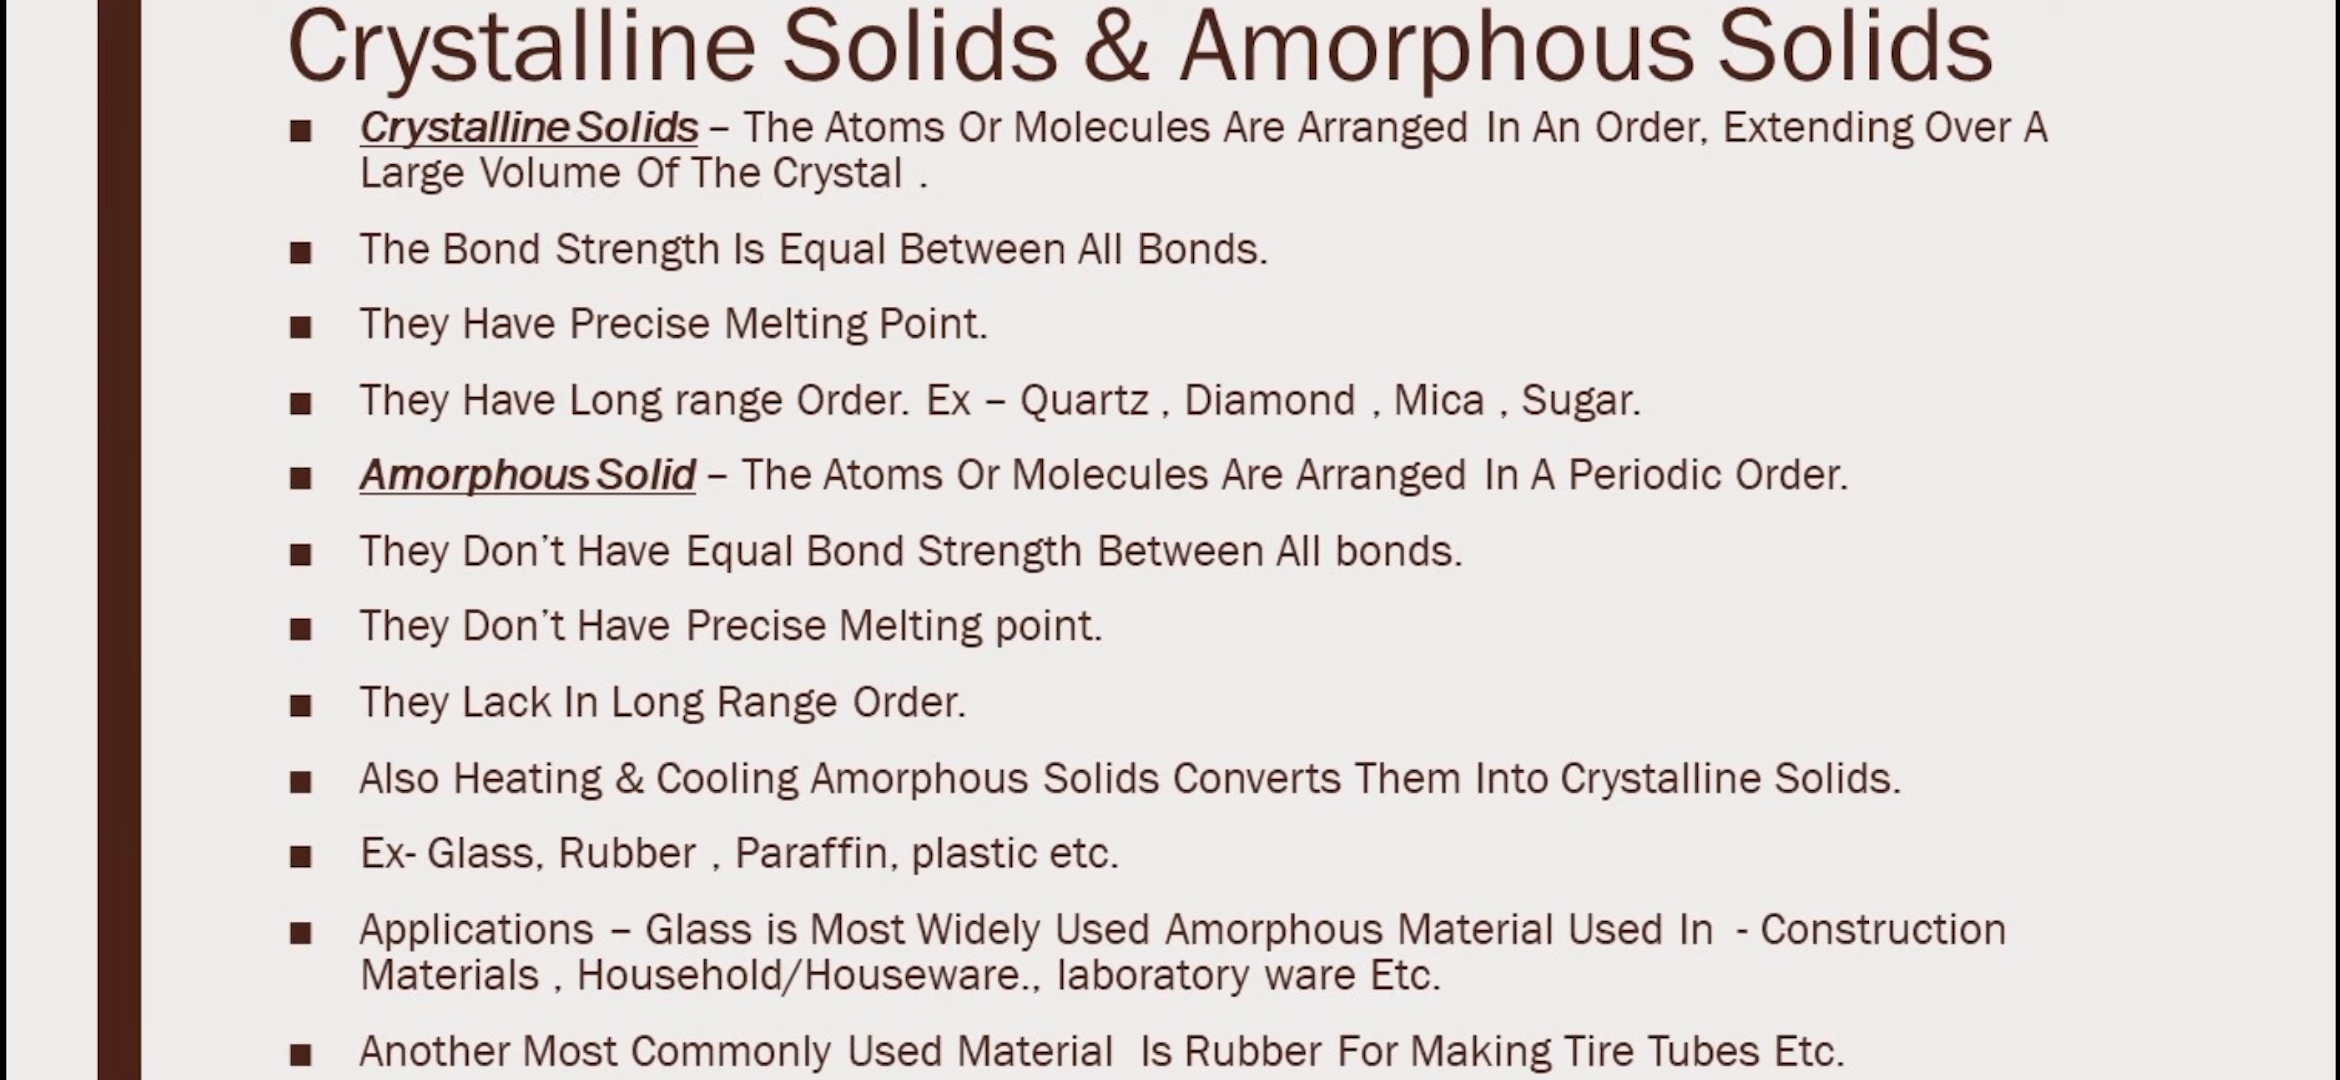 Crystalline Solids & Amorphous Solids
■ Crystalline Solids – The Atoms Or Molecules Are Arranged In An Order, Extending Over A
Large Volume Of The Crystal .
■ The Bond Strength Is Equal Between All Bonds.
■ They Have Precise Melting Point.
■ They Have Long range Order. Ex – Quartz , Diamond , Mica , Sugar.
■ Amorphous Solid – The Atoms Or Molecules Are Arranged In A Periodic Order.
■ They Don’t Have Equal Bond Strength Between All bonds.
■ They Don’t Have Precise Melting point.
■ They Lack In Long Range Order.
■ Also Heating & Cooling Amorphous Solids Converts Them Into Crystalline Solids.
■ Ex- Glass, Rubber , Paraffin, plastic etc.
■ Applications – Glass is Most Widely Used Amorphous Material Used In - Construction
Materials , Household/Houseware., laboratory ware Etc.
■ Another Most Commonly Used Material Is Rubber For Making Tire Tubes Etc.